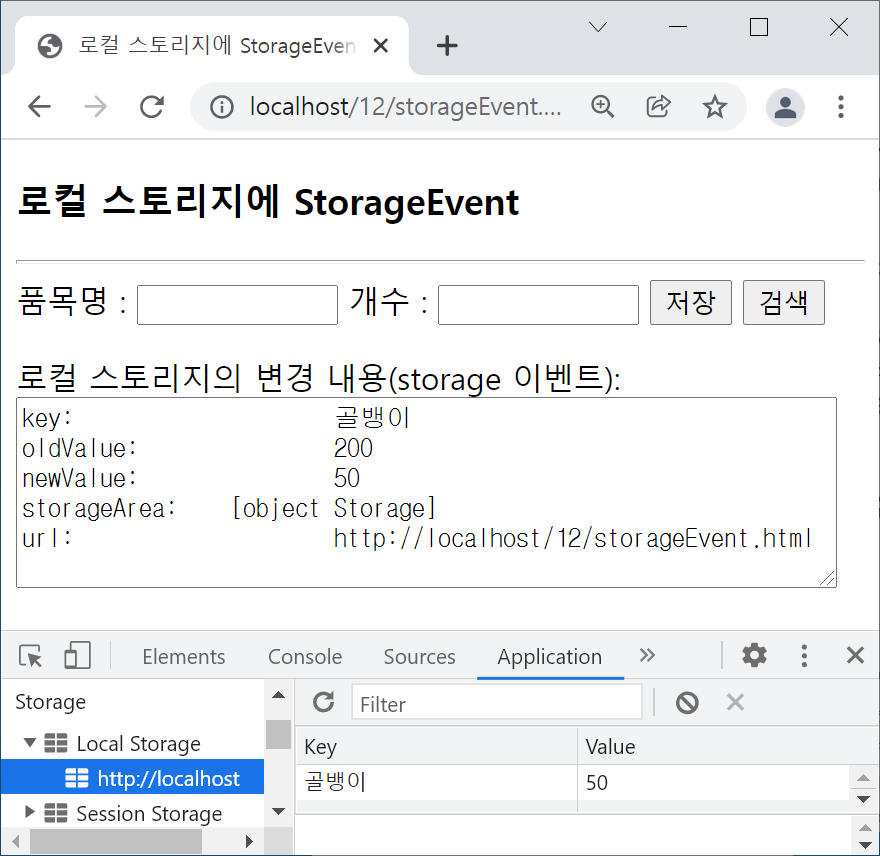 로컬 스토리지에 StorageEven
localhost/12/storageEvent....
로컬 스토리지에 StorageEvent
품목명 : 개수 : 저장 검색
로컬 스토리지의 변경 내용(storage 이벤트):
key: 골뱅이
oldValue: 200
newValue: 50
storageArea: [object Storage]
url: http://localhost/12/storageEvent.html
Elements Console Sources Application
Storage
Filter
Local Storage
Key Value
http://localhost
골뱅이 50
Session Storage